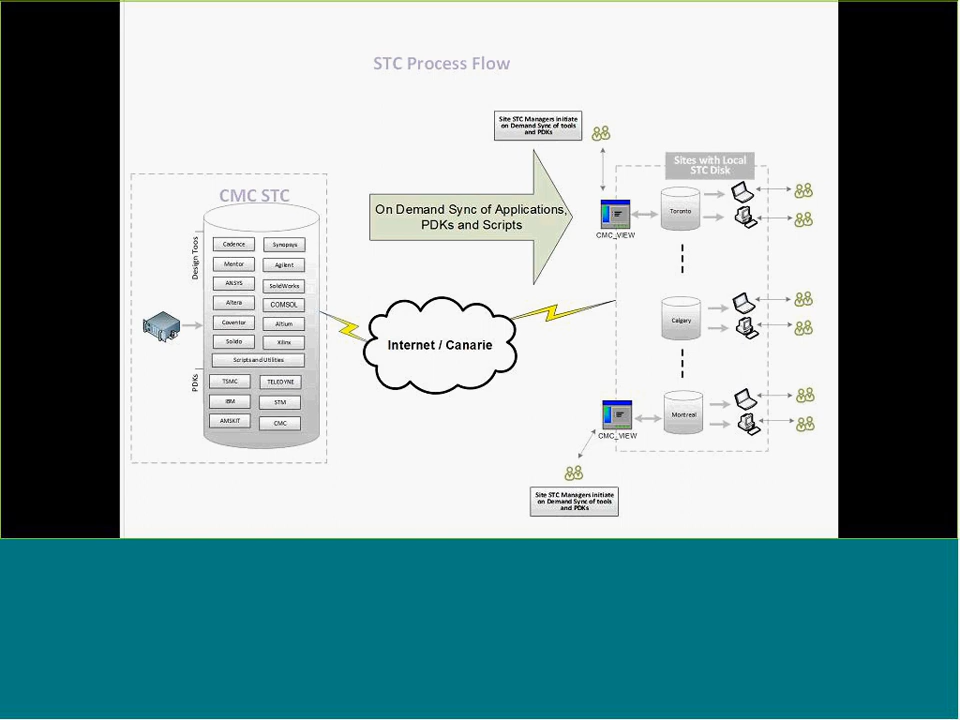 STC Process Flow
Site STC Managers initiate
on Demand Sync of tools
and PDKs
Sites with Local
STC Disk
CMC STC
On Demand Sync of Applications,
PDKs and Scripts
Toronto
CMC_VIEW
Design Toos
Cadence
Synopsys
Mentor
Agilent
ANSYS
SolidWorks
Altera
COMSOL
Coventor
Altium
Solido
Xilinx
Scripts and Utilities
Internet / Canarie
Calgary
PDKs
TSMC
TELEDYNE
IBM
STM
AMSKIT
CMC
Montreal
CMC_VIEW
Site STC Managers initiate
on Demand Sync of tools
and PDKs